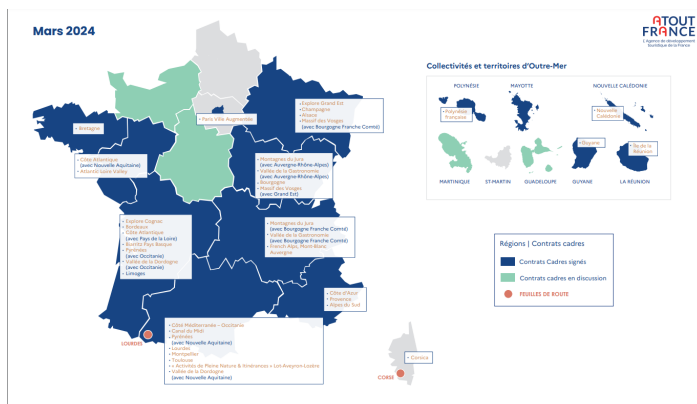 Mars 2024
ATOUT
FRANCE
L'Agence de développement
touristique de la France
Collectivités et territoires d'Outre-Mer
POLYNÉSIE
MAYOTTE
NOUVELLE CALÉDONIE
• Polynésie
française
• Nouvelle
Calédonie
• Guyane
• Île de la
Réunion
MARTINIQUE
ST-MARTIN
GUADELOUPE
GUYANE
LA RÉUNION
• Explore Grand Est
• Champagne
• Alsace
• Massif des Vosges
(avec Bourgogne Franche Comté)
• Paris Ville Augmentée
• Bretagne
• Côte Atlantique
(avec Nouvelle Aquitaine)
• Atlantic Loire Valley
• Montagnes du Jura
(avec Auvergne-Rhône-Alpes)
• Vallée de la Gastronomie
(avec Auvergne-Rhône-Alpes)
• Bourgogne
• Massif des Vosges
(avec Grand Est)
• Explore Cognac
• Bordeaux
• Côte Atlantique
(avec Pays de la Loire)
• Biarritz Pays Basque
• Pyrénées
(avec Occitanie)
• Vallée de la Dordogne
(avec Occitanie)
• Limoges
• Montagnes du Jura
(avec Bourgogne Franche Comté)
• Vallée de la Gastronomie
(avec Bourgogne Franche Comté)
• French Alps, Mont-Blanc
Auvergne
• Côte d'Azur
• Provence
• Alpes du Sud
LOURDES
• Côte Méditerranée – Occitanie
• Canal du Midi
• Pyrénées
(avec Nouvelle Aquitaine)
• Lourdes
• Montpellier
• Toulouse
• « Activités de Pleine Nature & Itinérances » Lot-Aveyron-Lozère
• Vallée de la Dordogne
(avec Nouvelle Aquitaine)
• Corsica
CORSE
Régions | Contrats cadres
Contrats Cadres signés
Contrats cadres en discussion
FEUILLES DE ROUTE